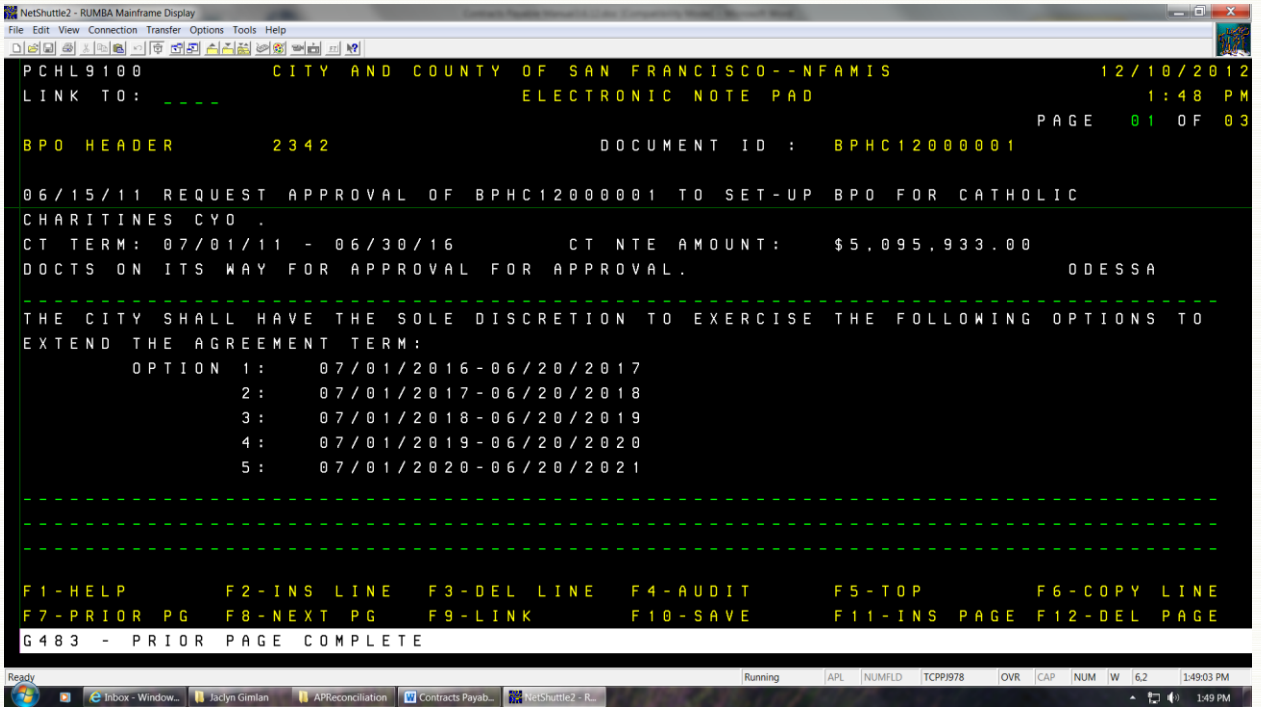 NetShuttle2 - RUMBA Mainframe Display
File Edit View Connection Transfer Options Tools Help
PCHL9100 CITY AND COUNTY OF SAN FRANCISCO--NFAMIS 12/10/2012
LINK TO: ____ ELECTRONIC NOTE PAD 1:48 PM
PAGE 01 OF 03
BPO HEADER 2342 DOCUMENT ID : BPHC12000001
06/15/11 REQUEST APPROVAL OF BPHC12000001 TO SET-UP BPO FOR CATHOLIC
CHARITINES CYO .
CT TERM: 07/01/11 - 06/30/16 CT NTE AMOUNT: $5,095,933.00
DOCTS ON ITS WAY FOR APPROVAL FOR APPROVAL. ODESSA
THE CITY SHALL HAVE THE SOLE DISCRETION TO EXERCISE THE FOLLOWING OPTIONS TO
EXTEND THE AGREEMENT TERM:
OPTION 1: 07/01/2016-06/20/2017
2: 07/01/2017-06/20/2018
3: 07/01/2018-06/20/2019
4: 07/01/2019-06/20/2020
5: 07/01/2020-06/20/2021
F1-HELP F2-INS LINE F3-DEL LINE F4-AUDIT F5-TOP F6-COPY LINE
F7-PRIOR PG F8-NEXT PG F9-LINK F10-SAVE F11-INS PAGE F12-DEL PAGE
G483 - PRIOR PAGE COMPLETE
Ready Running APL NUMFLD TCPPJ978 OVR CAP NUM W 6,2 1:49:03 PM
Inbox - Window... Jaclyn Gimlan APReconciliation Contracts Payab... NetShuttle2 - R... 1:49 PM